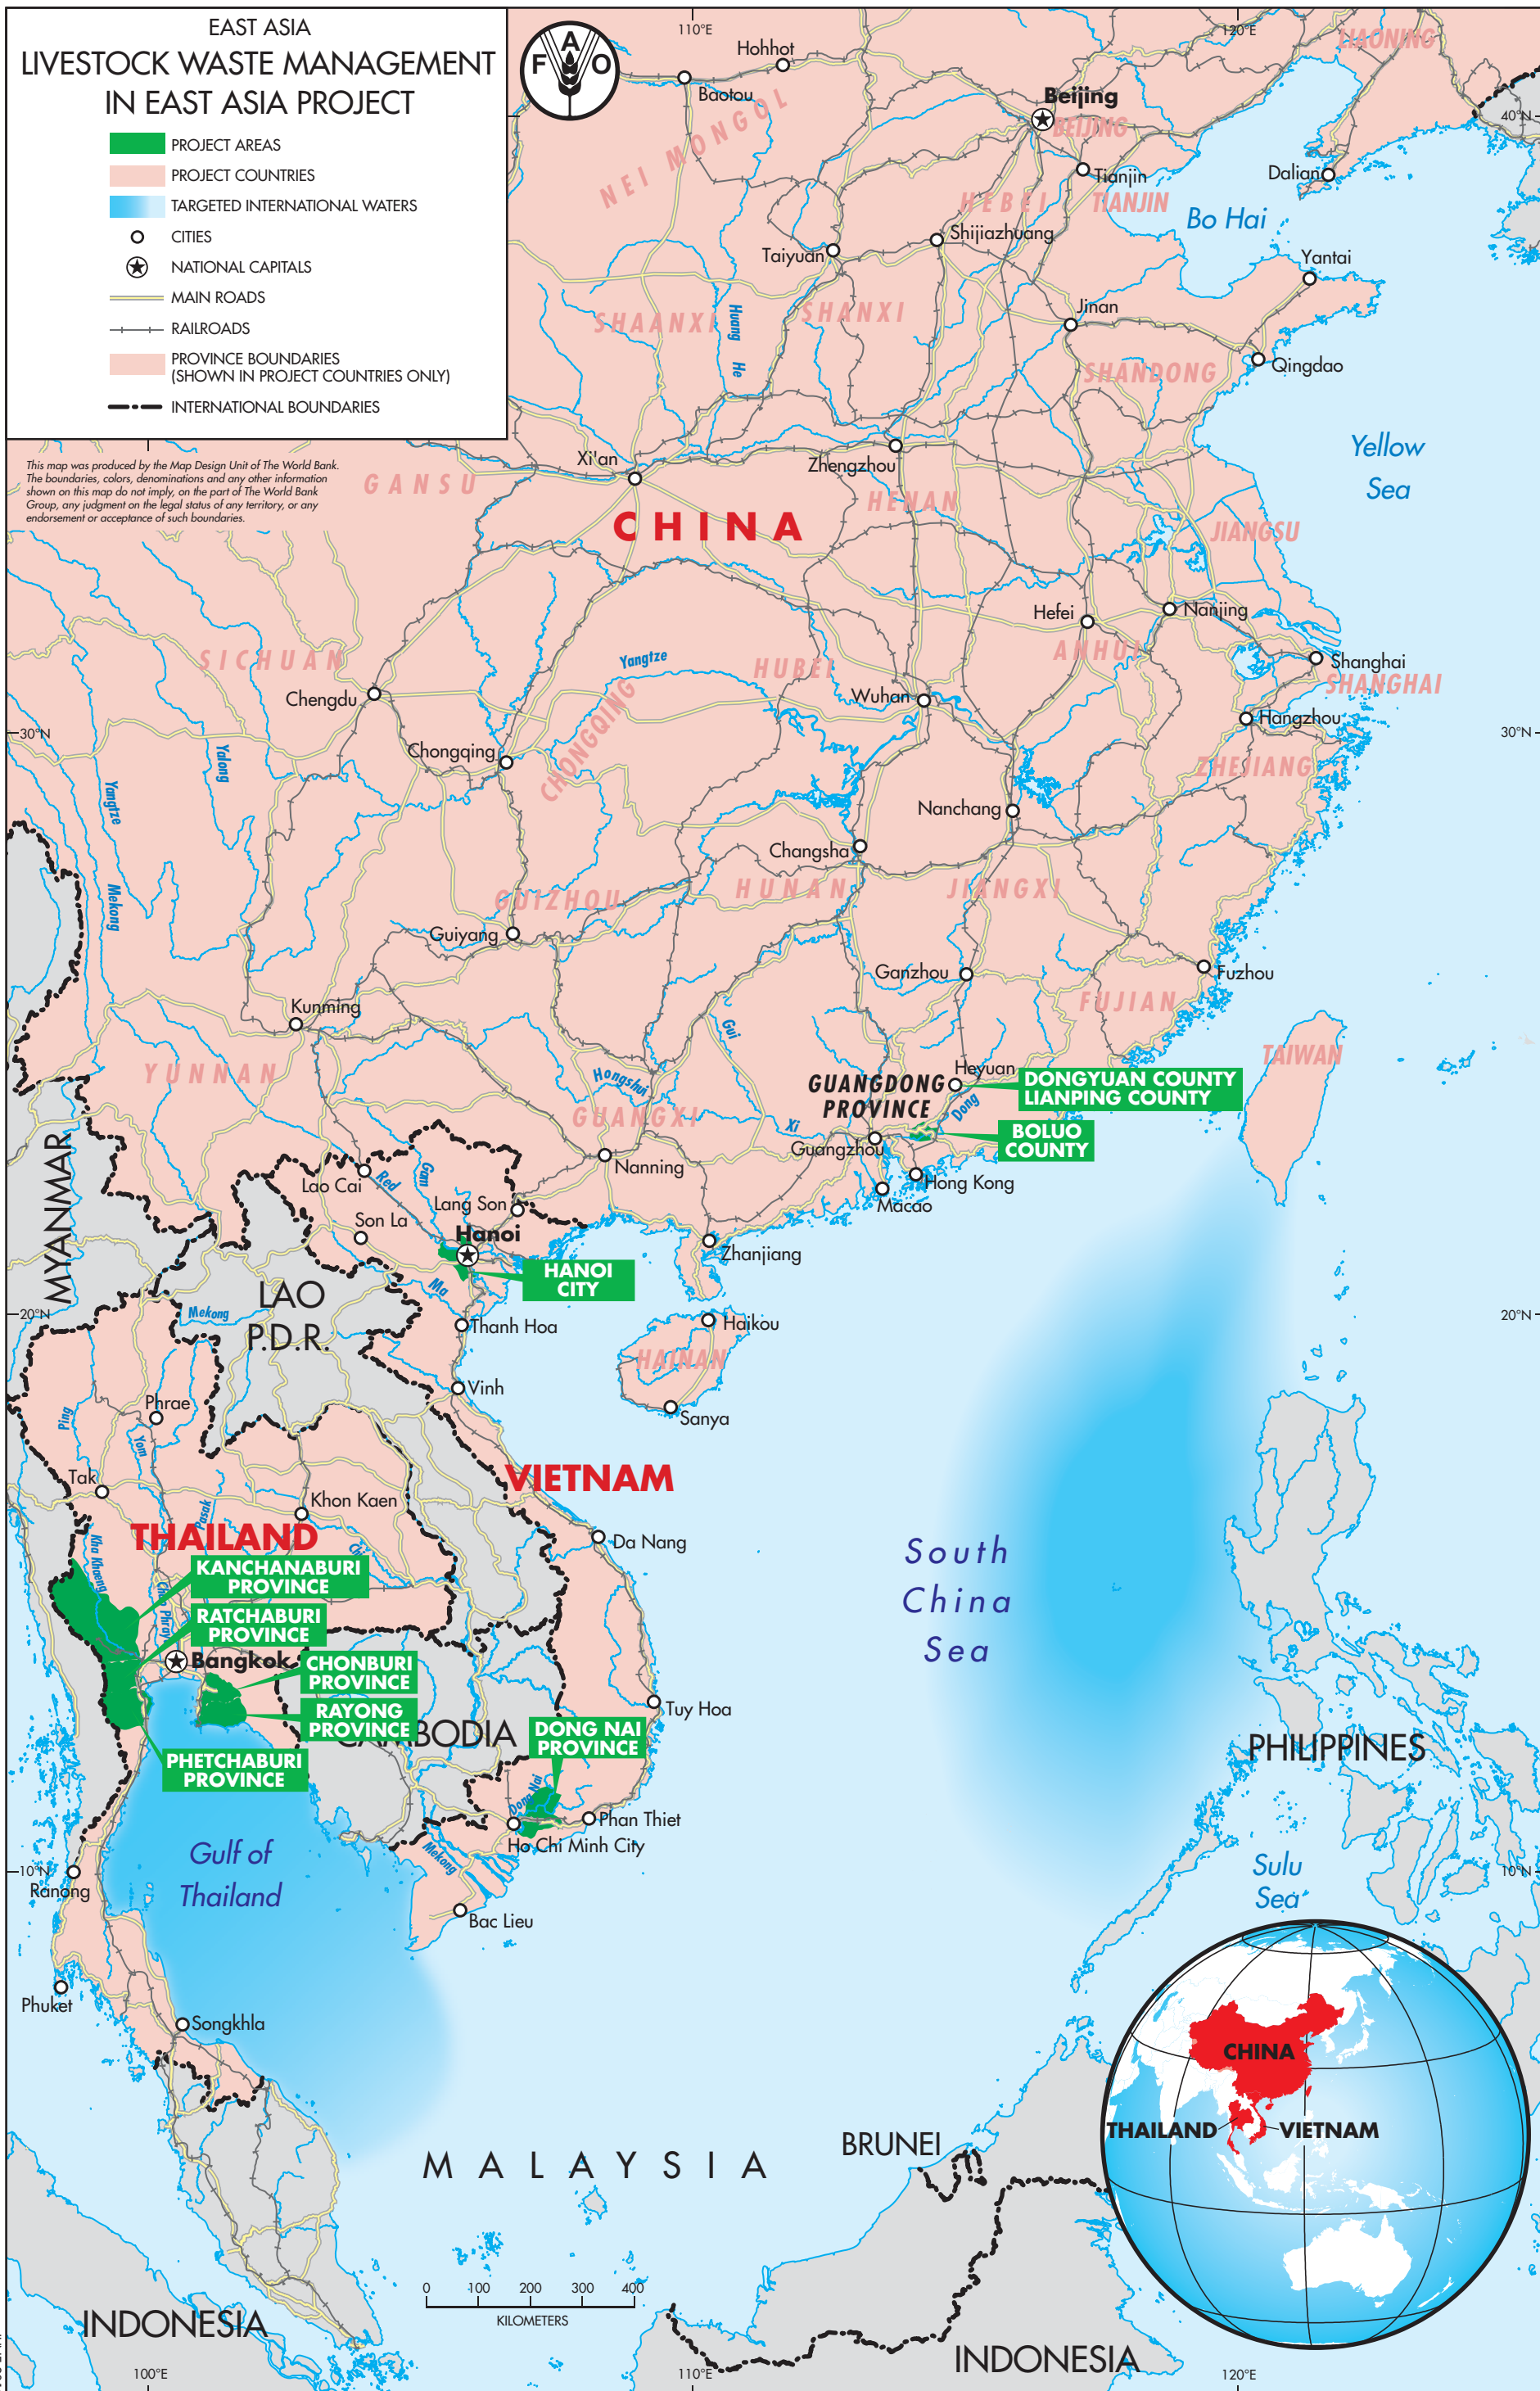 EAST ASIA
LIVESTOCK WASTE MANAGEMENT
IN EAST ASIA PROJECT
PROJECT AREAS
PROJECT COUNTRIES
TARGETED INTERNATIONAL WATERS
CITIES
NATIONAL CAPITALS
MAIN ROADS
RAILROADS
PROVINCE BOUNDARIES
(SHOWN IN PROJECT COUNTRIES ONLY)
INTERNATIONAL BOUNDARIES
This map was produced by the Map Design Unit of The World Bank.
The boundaries, colors, denominations and any other information
shown on this map do not imply, on the part of The World Bank
Group, any judgment on the legal status of any territory, or any
endorsement or acceptance of such boundaries.
F A O
110°E
120°E
LIAONING
Hohhot
Baotou
Beijing
BEIJING
40°N
NEI MONGOL
Tianjin
TIANJIN
Dalian
HEBEI
Bo Hai
Shijiazhuang
Taiyuan
Yantai
SHAANXI
Huang He
SHANXI
Jinan
SHANDONG
Qingdao
Yellow
Sea
Xi'an
Zhengzhou
GANSU
HENAN
CHINA
JIANGSU
Hefei
Nanjing
ANHUI
SICHUAN
Yangtze
HUBEI
Shanghai
SHANGHAI
Chengdu
Wuhan
Hangzhou
30°N
30°N
Yalong
Chongqing
CHONGQING
ZHEJIANG
Yangtze
Nanchang
Changsha
Mekong
GUIZHOU
HUNAN
JIANGXI
Guiyang
Ganzhou
Fuzhou
FUJIAN
Kunming
Gui
TAIWAN
YUNNAN
Hongshui
Heyuan
GUANGDONG
PROVINCE
DONGYUAN COUNTY
LIANPING COUNTY
Dong
GUANGXI
Xi
BOLUO
COUNTY
Guangzhou
Nanning
Hong Kong
Macao
MYANMAR
Lao Cai
Red
Gam
Lang Son
Son La
Hanoi
Zhanjiang
HANOI
CITY
LAO
P.D.R.
Ma
20°N
20°N
Mekong
Thanh Hoa
Haikou
HAINAN
Vinh
Sanya
Phrae
Ping
Yom
Tak
VIETNAM
Khon Kaen
Pasak
THAILAND
Da Nang
Kha Khaeng
KANCHANABURI
PROVINCE
RATCHABURI
PROVINCE
Bangkok
CHONBURI
PROVINCE
RAYONG
PROVINCE
PHETCHABURI
PROVINCE
CAMBODIA
DONG NAI
PROVINCE
Tuy Hoa
South
China
Sea
PHILIPPINES
Dong Nai
Phan Thiet
Ho Chi Minh City
Mekong
Gulf of
Thailand
10°N
10°N
Ranong
Bac Lieu
Sulu
Sea
Phuket
Songkhla
CHINA
THAILAND
VIETNAM
BRUNEI
MALAYSIA
0 100 200 300 400
KILOMETERS
INDONESIA
INDONESIA
100°E
110°E
120°E